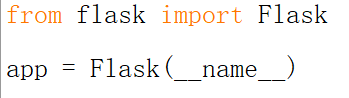 from flask import Flask
app = Flask(__name__)